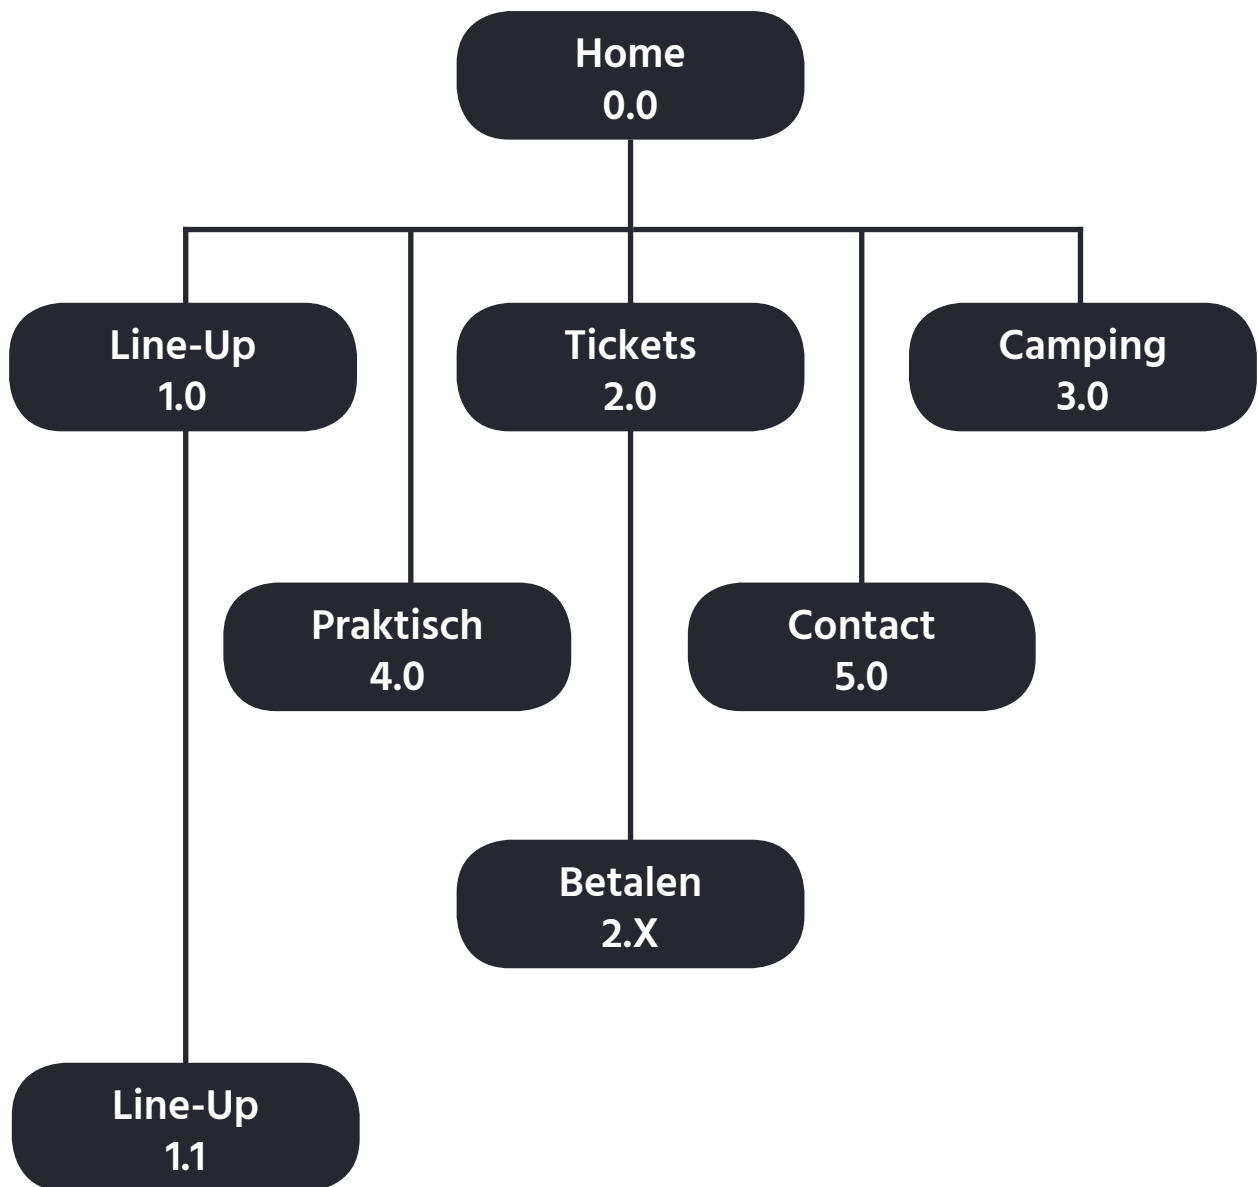 Home
0.0
Line-Up
1.0
Tickets
2.0
Camping
3.0
Praktisch
4.0
Contact
5.0
Betalen
2.X
Line-Up
1.1